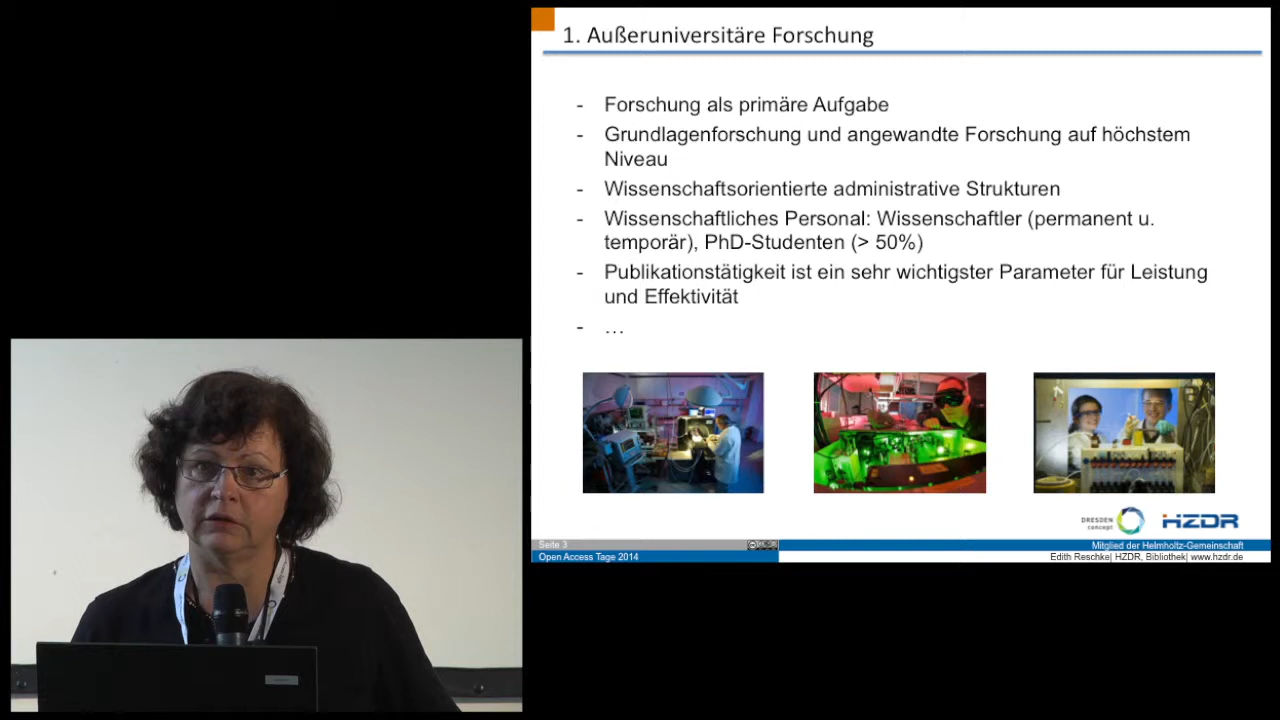 1. Außeruniversitäre Forschung
- Forschung als primäre Aufgabe
- Grundlagenforschung und angewandte Forschung auf höchstem
Niveau
- Wissenschaftsorientierte administrative Strukturen
- Wissenschaftliches Personal: Wissenschaftler (permanent u.
temporär), PhD-Studenten (> 50%)
- Publikationstätigkeit ist ein sehr wichtigster Parameter für Leistung
und Effektivität
- …
DRESDEN
concept
HZDR
Seite 3
Mitglied der Helmholtz-Gemeinschaft
Open Access Tage 2014
Edith Reschke| HZDR, Bibliothek| www.hzdr.de